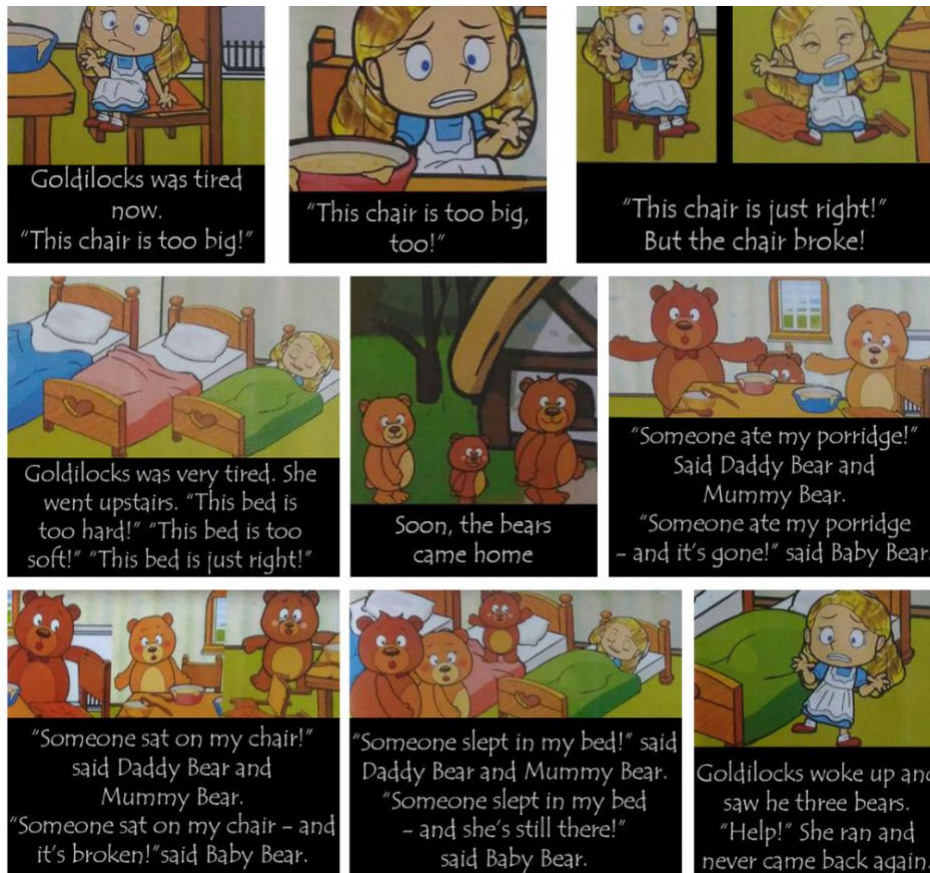 Goldilocks was tired
now.
"This chair is too big!"
"This chair is too big,
too!"
"This chair is just right!"
But the chair broke!
Goldilocks was very tired. She
went upstairs. "This bed is
too hard!" "This bed is too
soft!" "This bed is just right!"
Soon, the bears
came home
"Someone ate my porridge!"
Said Daddy Bear and
Mummy Bear.
"Someone ate my porridge
- and it's gone!" said Baby Bear.
"Someone sat on my chair!"
said Daddy Bear and
Mummy Bear.
"Someone sat on my chair - and
it's broken!"said Baby Bear.
"Someone slept in my bed!" said
Daddy Bear and Mummy Bear.
"Someone slept in my bed
- and she's still there!"
said Baby Bear.
Goldilocks woke up and
saw he three bears.
"Help!" She ran and
never came back again.